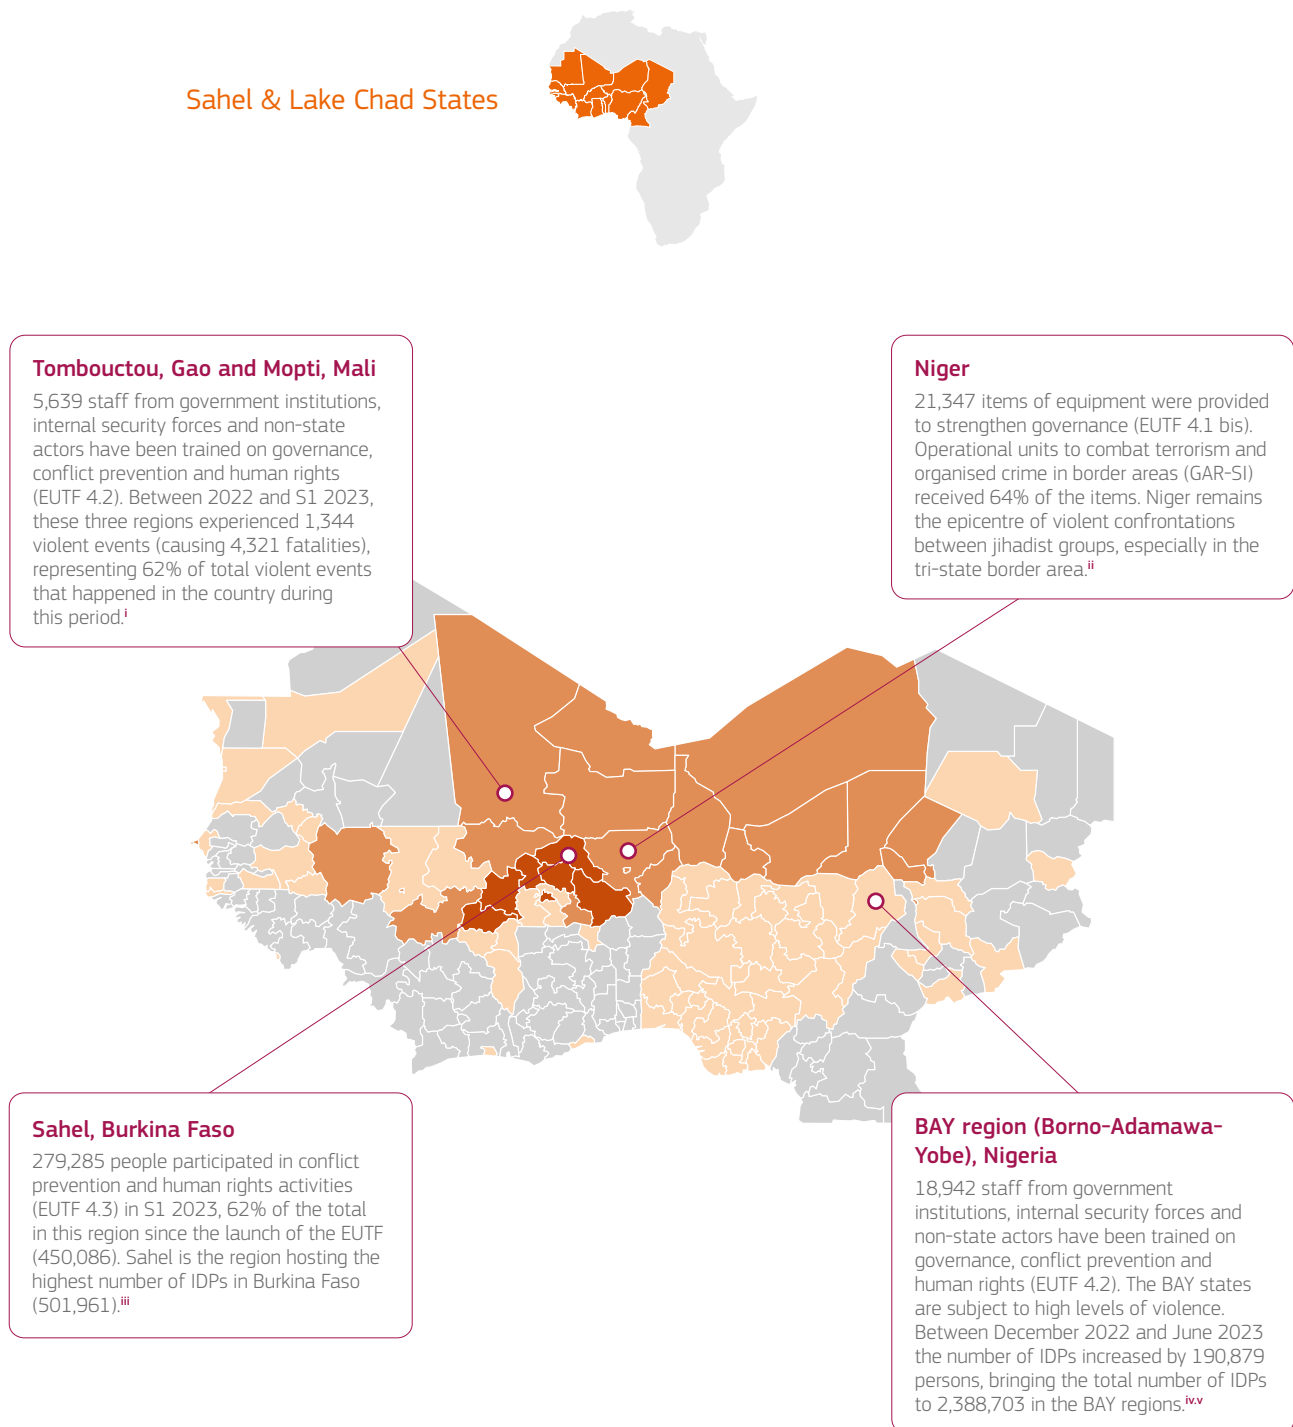 Sahel & Lake Chad States
Tombouctou, Gao and Mopti, Mali
5,639 staff from government institutions,
internal security forces and non-state
actors have been trained on governance,
conflict prevention and human rights
(EUTF 4.2). Between 2022 and S1 2023,
these three regions experienced 1,344
violent events (causing 4,321 fatalities),
representing 62% of total violent events
that happened in the country during
this period.i
Niger
21,347 items of equipment were provided
to strengthen governance (EUTF 4.1 bis).
Operational units to combat terrorism and
organised crime in border areas (GAR-SI)
received 64% of the items. Niger remains
the epicentre of violent confrontations
between jihadist groups, especially in the
tri-state border area.ii
Sahel, Burkina Faso
279,285 people participated in conflict
prevention and human rights activities
(EUTF 4.3) in S1 2023, 62% of the total
in this region since the launch of the EUTF
(450,086). Sahel is the region hosting the
highest number of IDPs in Burkina Faso
(501,961).iii
BAY region (Borno-Adamawa-
Yobe), Nigeria
18,942 staff from government
institutions, internal security forces and
non-state actors have been trained on
governance, conflict prevention and
human rights (EUTF 4.2). The BAY states
are subject to high levels of violence.
Between December 2022 and June 2023
the number of IDPs increased by 190,879
persons, bringing the total number of IDPs
to 2,388,703 in the BAY regions.iv.v